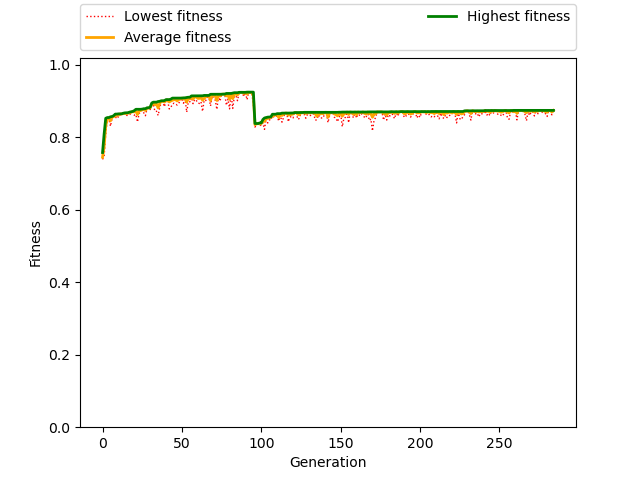 Lowest fitness
Average fitness
Highest fitness
1.0
0.8
0.6
0.4
0.2
0.0
Fitness
0 50 100 150 200 250
Generation